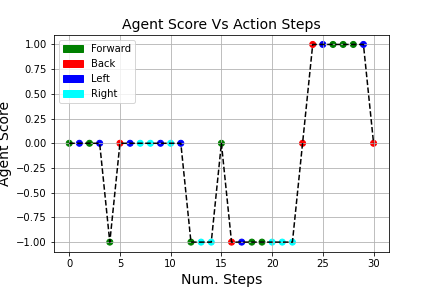 Agent Score Vs Action Steps
Forward
Back
Left
Right
1.00
0.75
0.50
0.25
0.00
−0.25
−0.50
−0.75
−1.00
Agent Score
0 5 10 15 20 25 30
Num. Steps